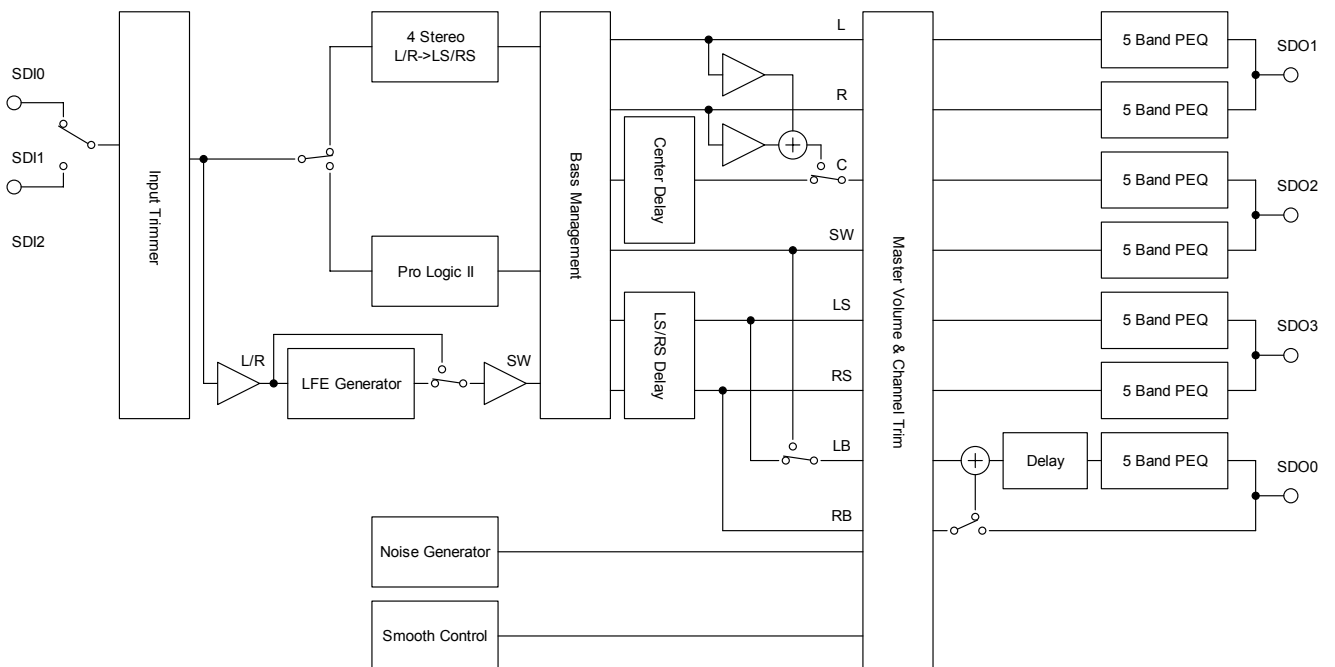 SDI0
SDI1
SDI2
Input Trimmer
4 Stereo
L/R->LS/RS
Pro Logic II
L/R
LFE Generator
SW
Bass Management
Center Delay
LS/RS Delay
L
R
C
SW
LS
RS
LB
RB
Noise Generator
Smooth Control
Master Volume & Channel Trim
5 Band PEQ
5 Band PEQ
SDO1
5 Band PEQ
5 Band PEQ
SDO2
5 Band PEQ
5 Band PEQ
SDO3
Delay
5 Band PEQ
SDO0